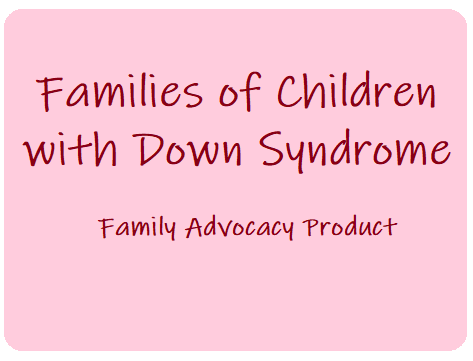 Families of Children
with Down Syndrome
Family Advocacy Product